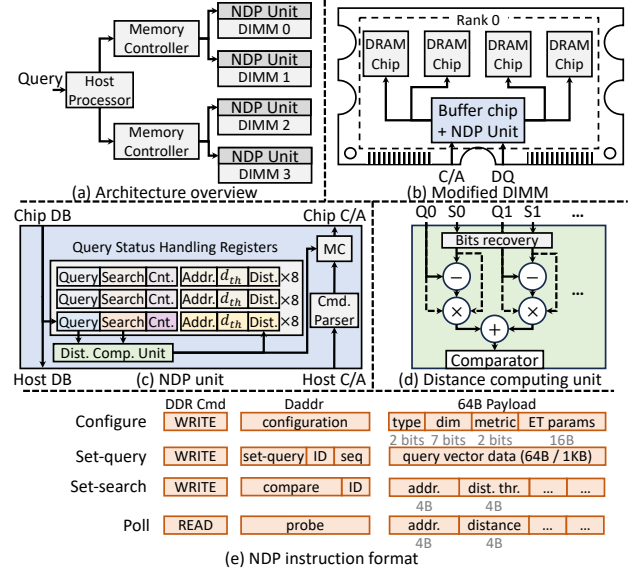 Query
Host Processor
Memory Controller
Memory Controller
NDP Unit
DIMM 0
NDP Unit
DIMM 1
NDP Unit
DIMM 2
NDP Unit
DIMM 3
(a) Architecture overview
Rank 0
DRAM Chip
DRAM Chip
DRAM Chip
DRAM Chip
Buffer chip
+ NDP Unit
C/A DQ
(b) Modified DIMM
Chip DB Chip C/A
Query Status Handling Registers
MC
Query Search Cnt. Addr. d_th Dist. ×8
Query Search Cnt. Addr. d_th Dist. ×8
Query Search Cnt. Addr. d_th Dist. ×8
Cmd. Parser
Dist. Comp. Unit
Host DB (c) NDP unit Host C/A
Q0 S0 Q1 S1 ...
Bits recovery
− −
...
× ×
+
Comparator
(d) Distance computing unit
DDR Cmd Daddr 64B Payload
Configure WRITE configuration type dim metric ET params
2 bits 7 bits 2 bits 16B
Set-query WRITE set-query ID seq query vector data (64B / 1KB)
Set-search WRITE compare ID addr. dist. thr. ... ...
4B 4B
Poll READ probe addr. distance ... ...
4B 4B
(e) NDP instruction format